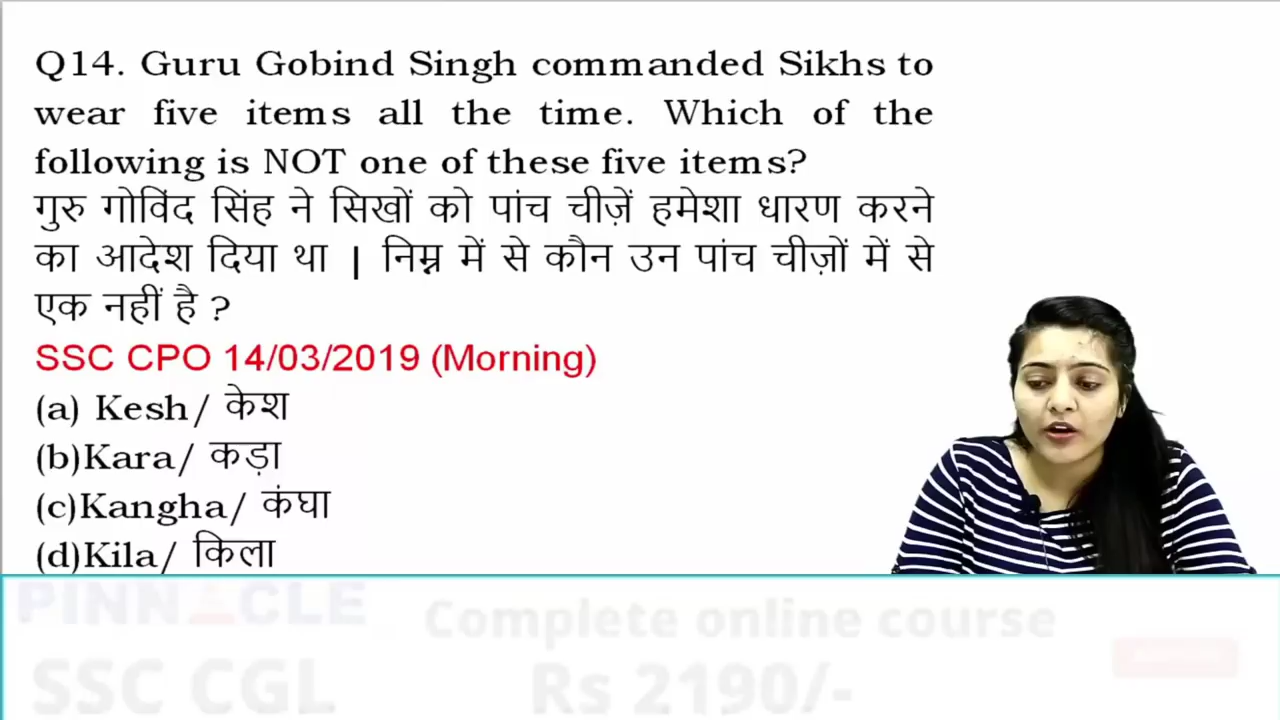 Q14. Guru Gobind Singh commanded Sikhs to
wear five items all the time. Which of the
following is NOT one of these five items?
गुरु गोविंद सिंह ने सिखों को पांच चीज़ें हमेशा धारण करने
का आदेश दिया था | निम्न में से कौन उन पांच चीज़ों में से
एक नहीं है ?
SSC CPO 14/03/2019 (Morning)
(a) Kesh/ केश
(b)Kara/ कड़ा
(c)Kangha/ कंघा
(d)Kila/ किला
PINNACLE
Complete online course
SSC CGL
Rs 2190/-